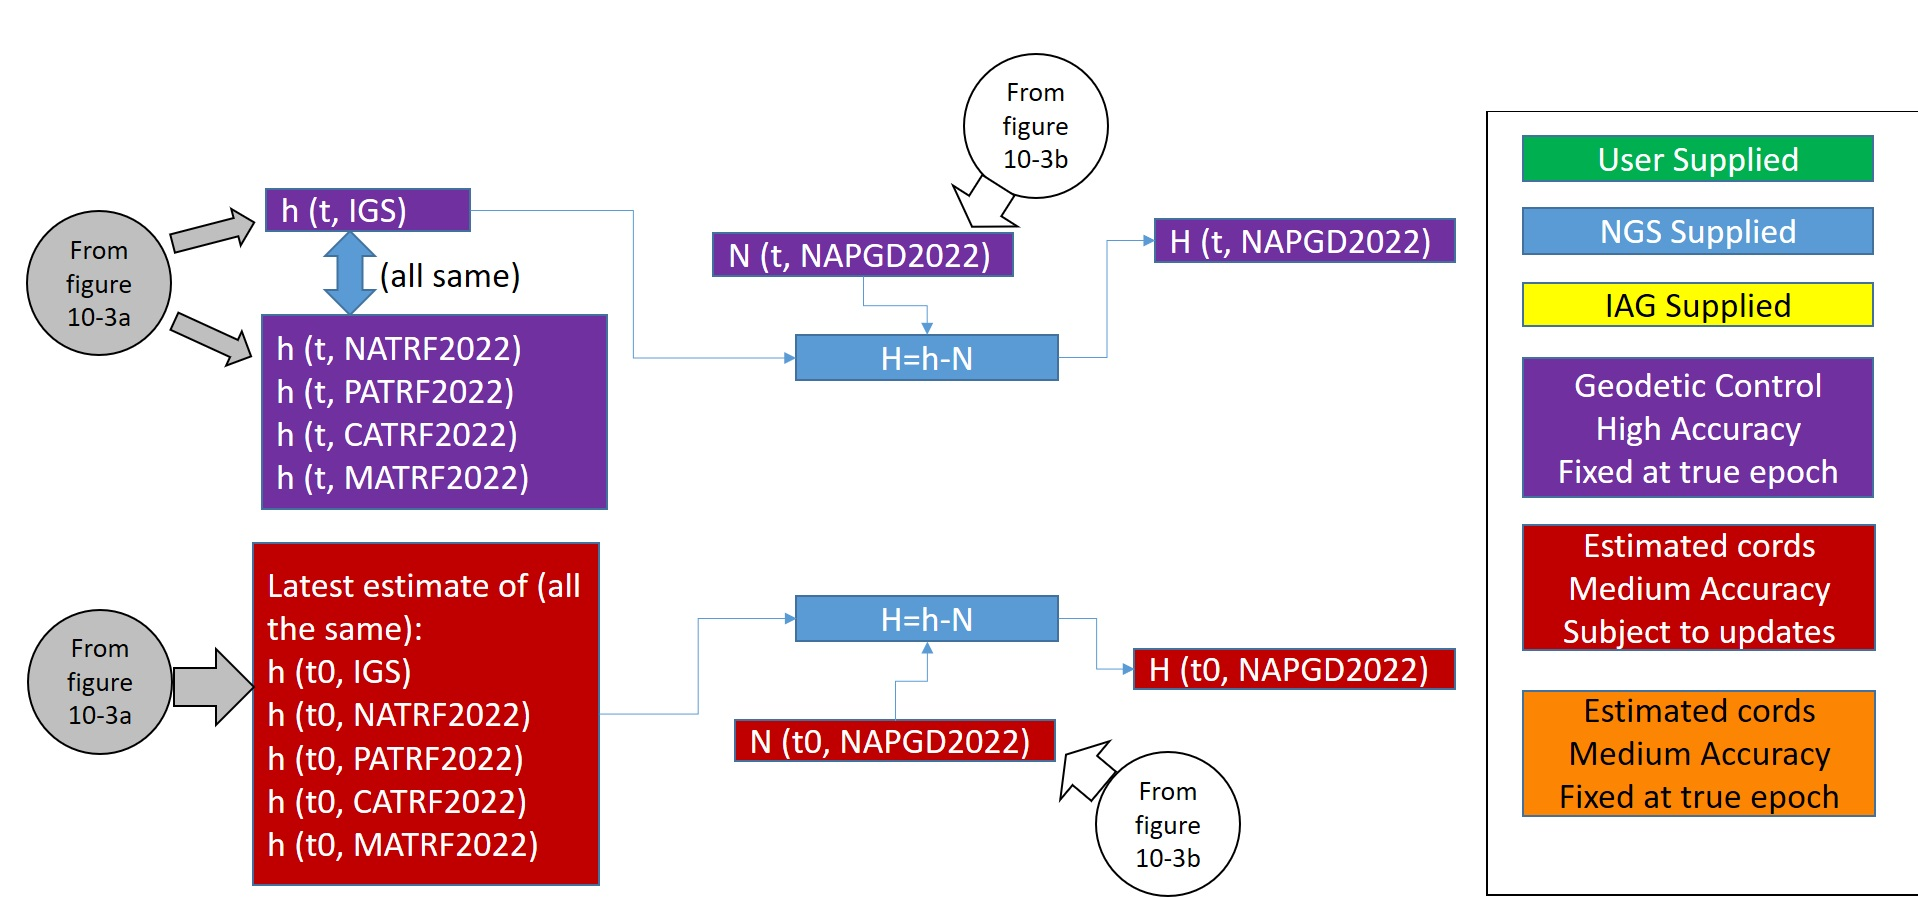 From
figure
10-3a
h (t, IGS)
(all same)
h (t, NATRF2022)
h (t, PATRF2022)
h (t, CATRF2022)
h (t, MATRF2022)
From
figure
10-3b
N (t, NAPGD2022)
H=h-N
H (t, NAPGD2022)
From
figure
10-3a
Latest estimate of (all
the same):
h (t0, IGS)
h (t0, NATRF2022)
h (t0, PATRF2022)
h (t0, CATRF2022)
h (t0, MATRF2022)
H=h-N
N (t0, NAPGD2022)
H (t0, NAPGD2022)
From
figure
10-3b
User Supplied
NGS Supplied
IAG Supplied
Geodetic Control
High Accuracy
Fixed at true epoch
Estimated cords
Medium Accuracy
Subject to updates
Estimated cords
Medium Accuracy
Fixed at true epoch